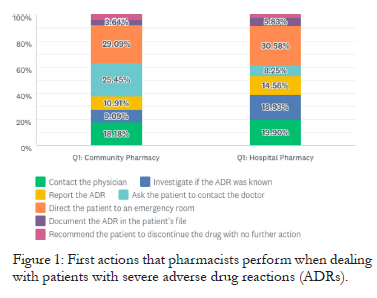 100%
80%
60%
40%
20%
0%
3.64%
29.09%
25.45%
10.91%
9.09%
18.18%
5.83%
30.58%
8.25%
14.56%
18.93%
19.90%
Q1: Community Pharmacy
Q1: Hospital Pharmacy
Contact the physician
Investigate if the ADR was known
Report the ADR
Ask the patient to contact the doctor
Direct the patient to an emergency room
Document the ADR in the patient's file
Recommend the patient to discontinue the drug with no further action
Figure 1: First actions that pharmacists perform when dealing
with patients with severe adverse drug reactions (ADRs).